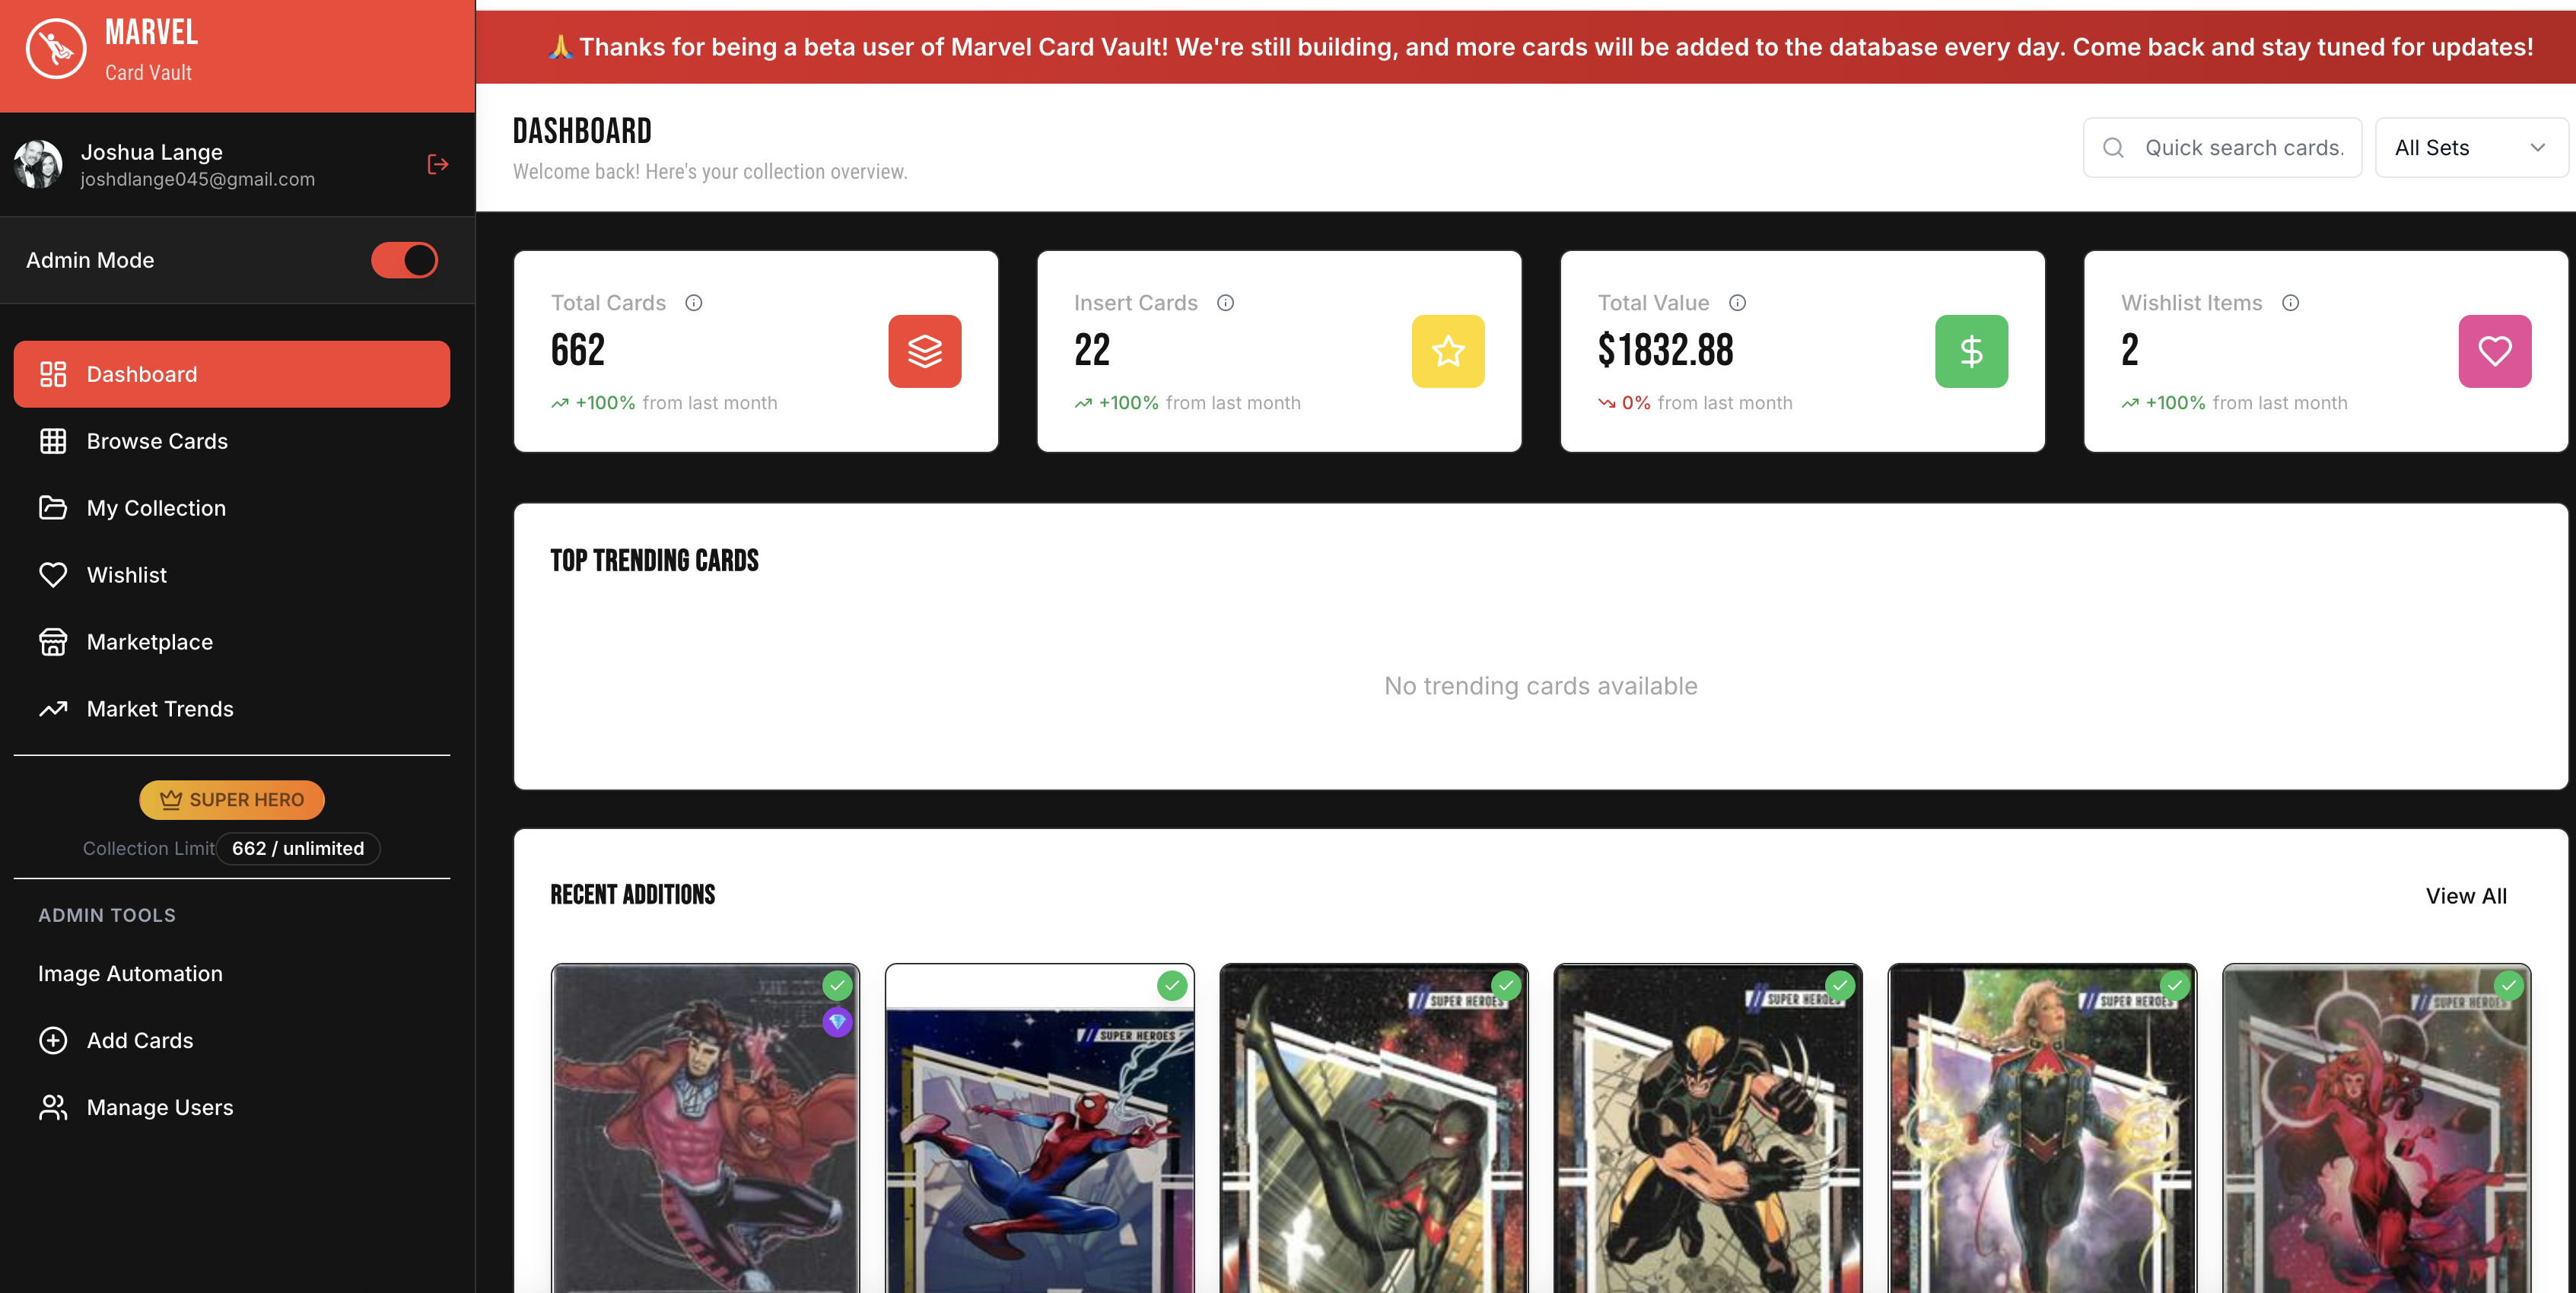 MARVEL
Card Vault
Joshua Lange
joshdlange045@gmail.com
Admin Mode
Dashboard
Browse Cards
My Collection
Wishlist
Marketplace
Market Trends
SUPER HERO
Collection Limit 662 / unlimited
ADMIN TOOLS
Image Automation
Add Cards
Manage Users
🙏 Thanks for being a beta user of Marvel Card Vault! We're still building, and more cards will be added to the database every day. Come back and stay tuned for updates!
DASHBOARD
Welcome back! Here's your collection overview.
Quick search cards.
All Sets
Total Cards
662
+100% from last month
Insert Cards
22
+100% from last month
Total Value
$1832.88
0% from last month
Wishlist Items
2
+100% from last month
TOP TRENDING CARDS
No trending cards available
RECENT ADDITIONS
View All
SUPER HEROES
SUPER HEROES
SUPER HEROES
SUPER HEROES
SUPER HEROES